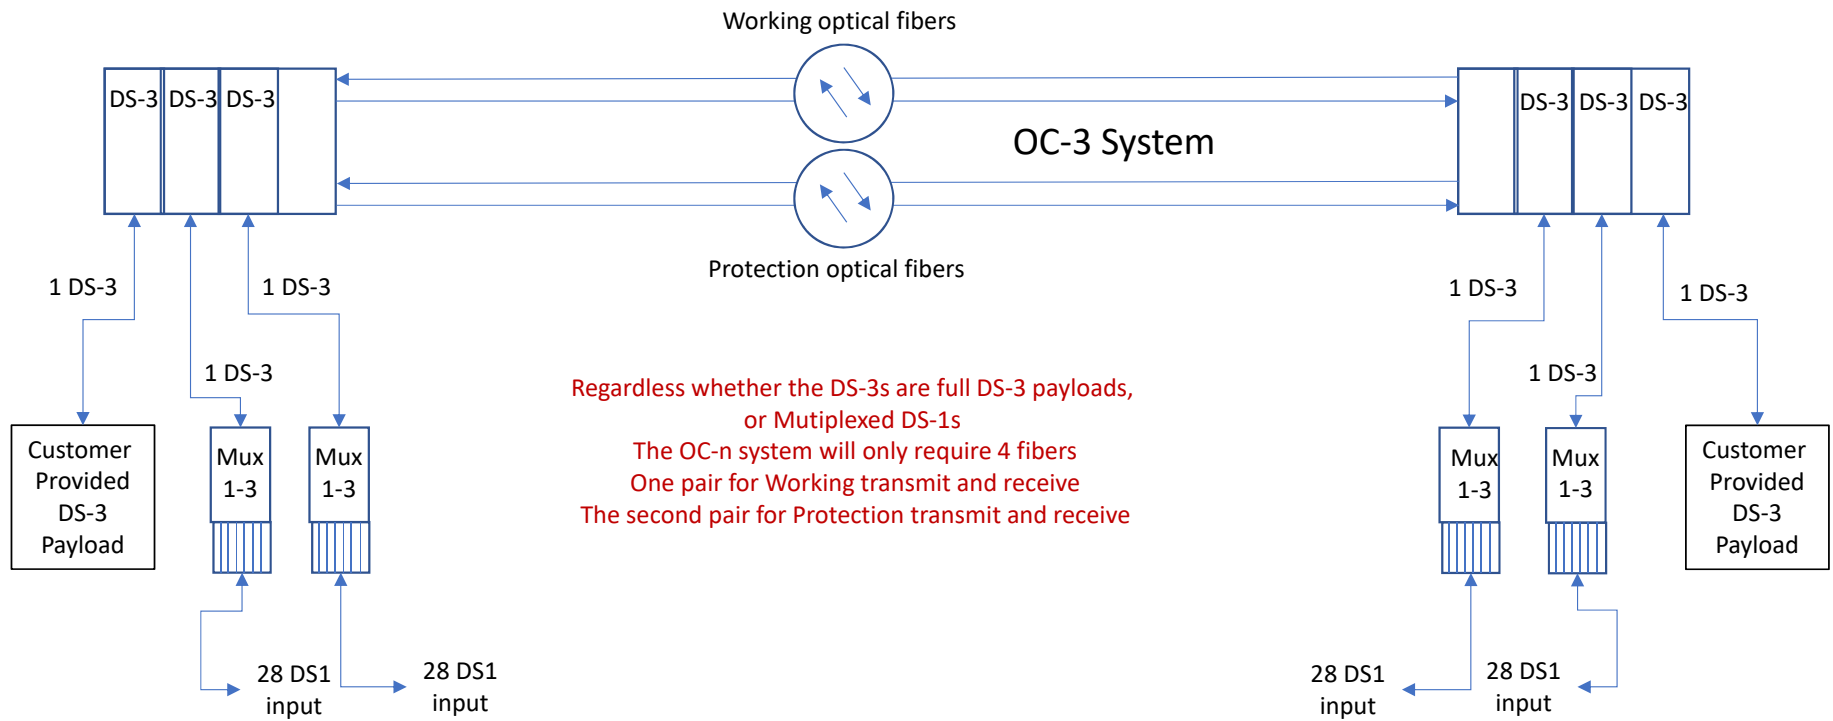 Working optical fibers
DS-3 DS-3 DS-3
DS-3 DS-3 DS-3
OC-3 System
Protection optical fibers
1 DS-3
1 DS-3
1 DS-3
1 DS-3
1 DS-3
1 DS-3
Regardless whether the DS-3s are full DS-3 payloads,
or Mutiplexed DS-1s
The OC-n system will only require 4 fibers
One pair for Working transmit and receive
The second pair for Protection transmit and receive
Customer
Provided
DS-3
Payload
Mux
1-3
Mux
1-3
Mux
1-3
Mux
1-3
Customer
Provided
DS-3
Payload
28 DS1
input
28 DS1
input
28 DS1
input
28 DS1
input